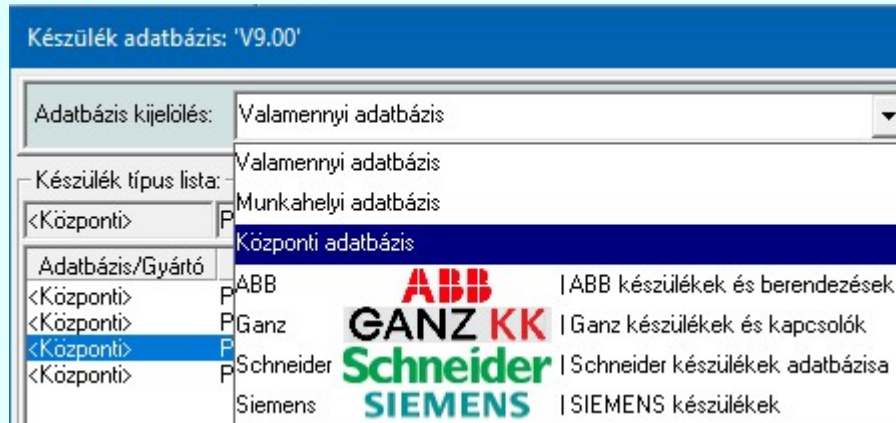 Készülék adatbázis: 'V9.00'
Adatbázis kijelölés: Valamennyi adatbázis
Valamennyi adatbázis
Készülék típus lista:
Munkahelyi adatbázis
<Központi> P
Központi adatbázis
Adatbázis/Gyártó
ABB ABB | ABB készülékek és berendezések
<Központi> P
<Központi> P
Ganz GANZ KK | Ganz készülékek és kapcsolók
<Központi> P
<Központi> P
Schneider Schneider | Schneider készülékek adatbázisa
Siemens SIEMENS | SIEMENS készülékek